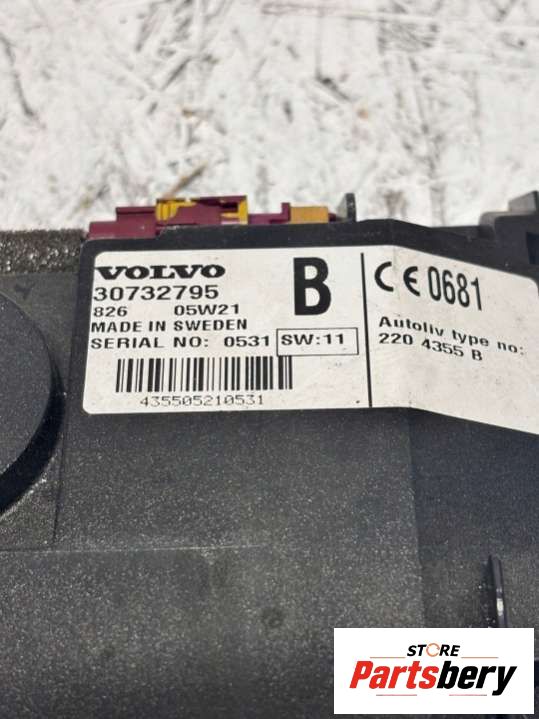 VOLVO
30732795
826 05W21
MADE IN SWEDEN
SERIAL NO: 0531 SW:11
435505210531
B
CE 0681
Autoliv type no:
220 4355 B
STORE
Partsbery